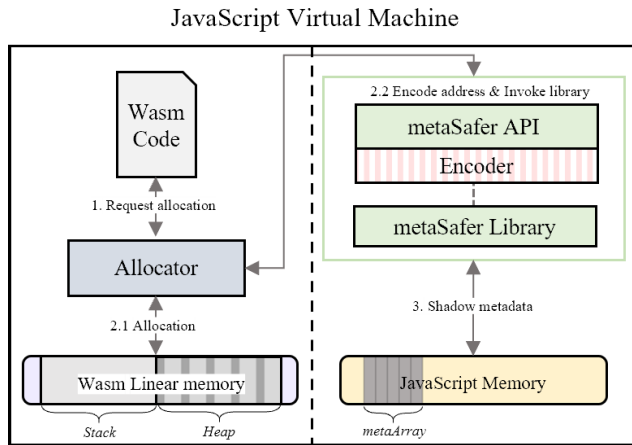 JavaScript Virtual Machine
Wasm
Code
1. Request allocation
Allocator
2.1 Allocation
Wasm Linear memory
Stack
Heap
2.2 Encode address & Invoke library
metaSafer API
Encoder
metaSafer Library
3. Shadow metadata
JavaScript Memory
metaArray